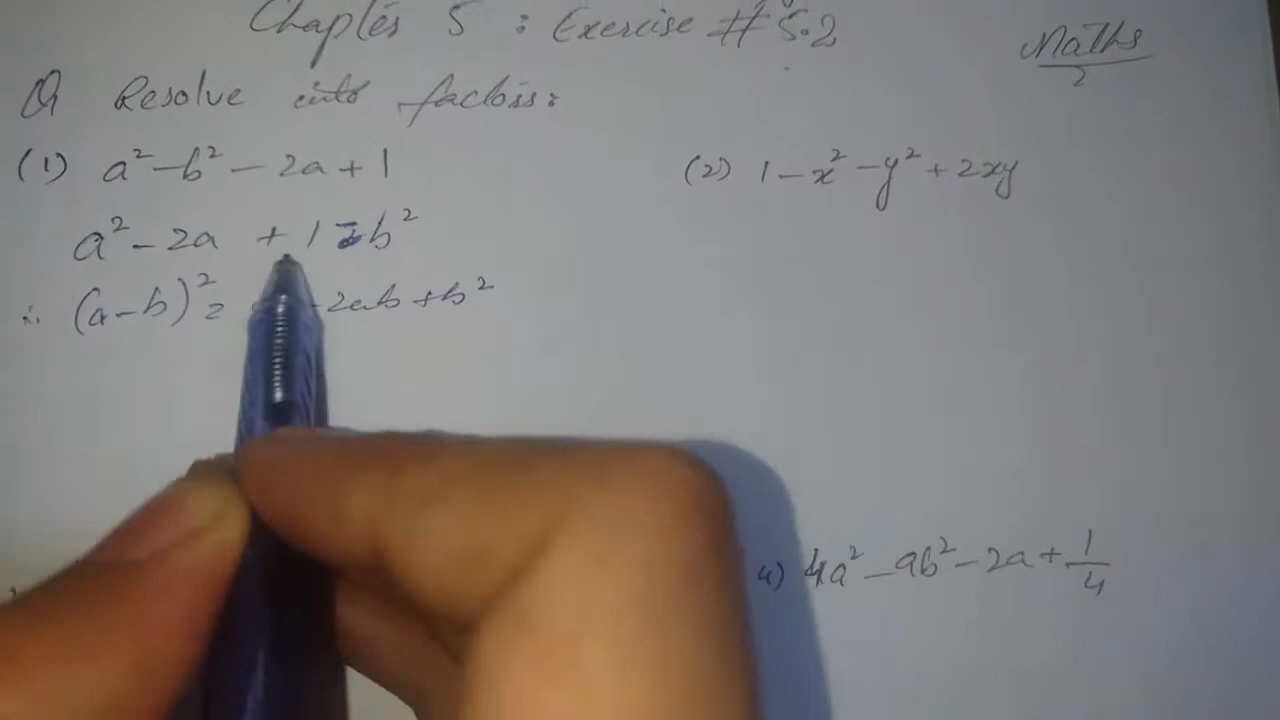 Chapter 5 : Exercise # 5.2
Maths
2
Q Resolve into factors:
(1) a² - b² - 2a + 1
(2) 1 - x² - y² + 2xy
a² - 2a + 1 - b²
∴ (a - b)² = - 2ab + b²
4) 4a² - 9b² - 2a + 1/4